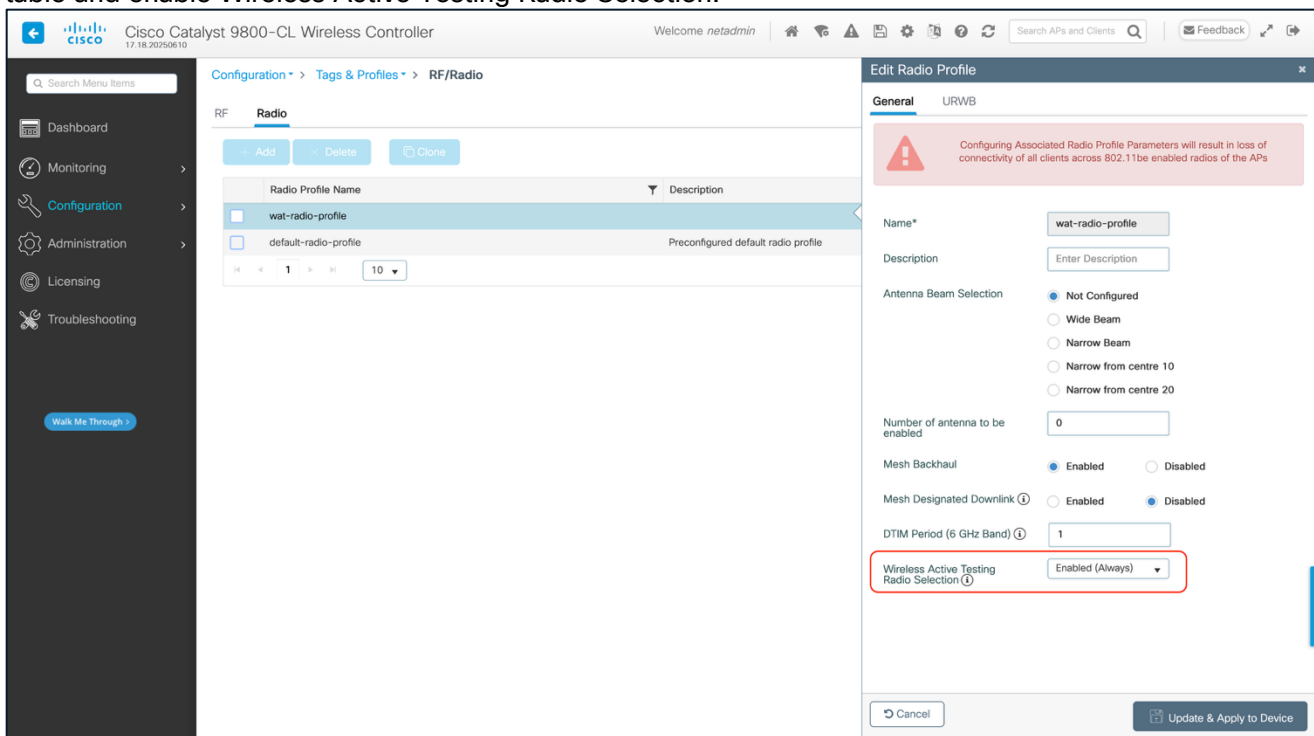 table and enable Wireless Active Testing Radio Selection.
CISCO
Cisco Catalyst 9800-CL Wireless Controller
17.18.20250610
Welcome netadmin
Search APs and Clients
Feedback
Search Menu Items
Dashboard
Monitoring
Configuration
Administration
Licensing
Troubleshooting
Walk Me Through >
Configuration > Tags & Profiles > RF/Radio
RF Radio
+ Add × Delete Clone
Radio Profile Name Description
wat-radio-profile
default-radio-profile Preconfigured default radio profile
1 10
Edit Radio Profile ×
General URWB
Configuring Associated Radio Profile Parameters will result in loss of
connectivity of all clients across 802.11be enabled radios of the APs
Name* wat-radio-profile
Description Enter Description
Antenna Beam Selection Not Configured
Wide Beam
Narrow Beam
Narrow from centre 10
Narrow from centre 20
Number of antenna to be
enabled
0
Mesh Backhaul Enabled Disabled
Mesh Designated Downlink Enabled Disabled
DTIM Period (6 GHz Band) 1
Wireless Active Testing
Radio Selection
Enabled (Always)
Cancel Update & Apply to Device